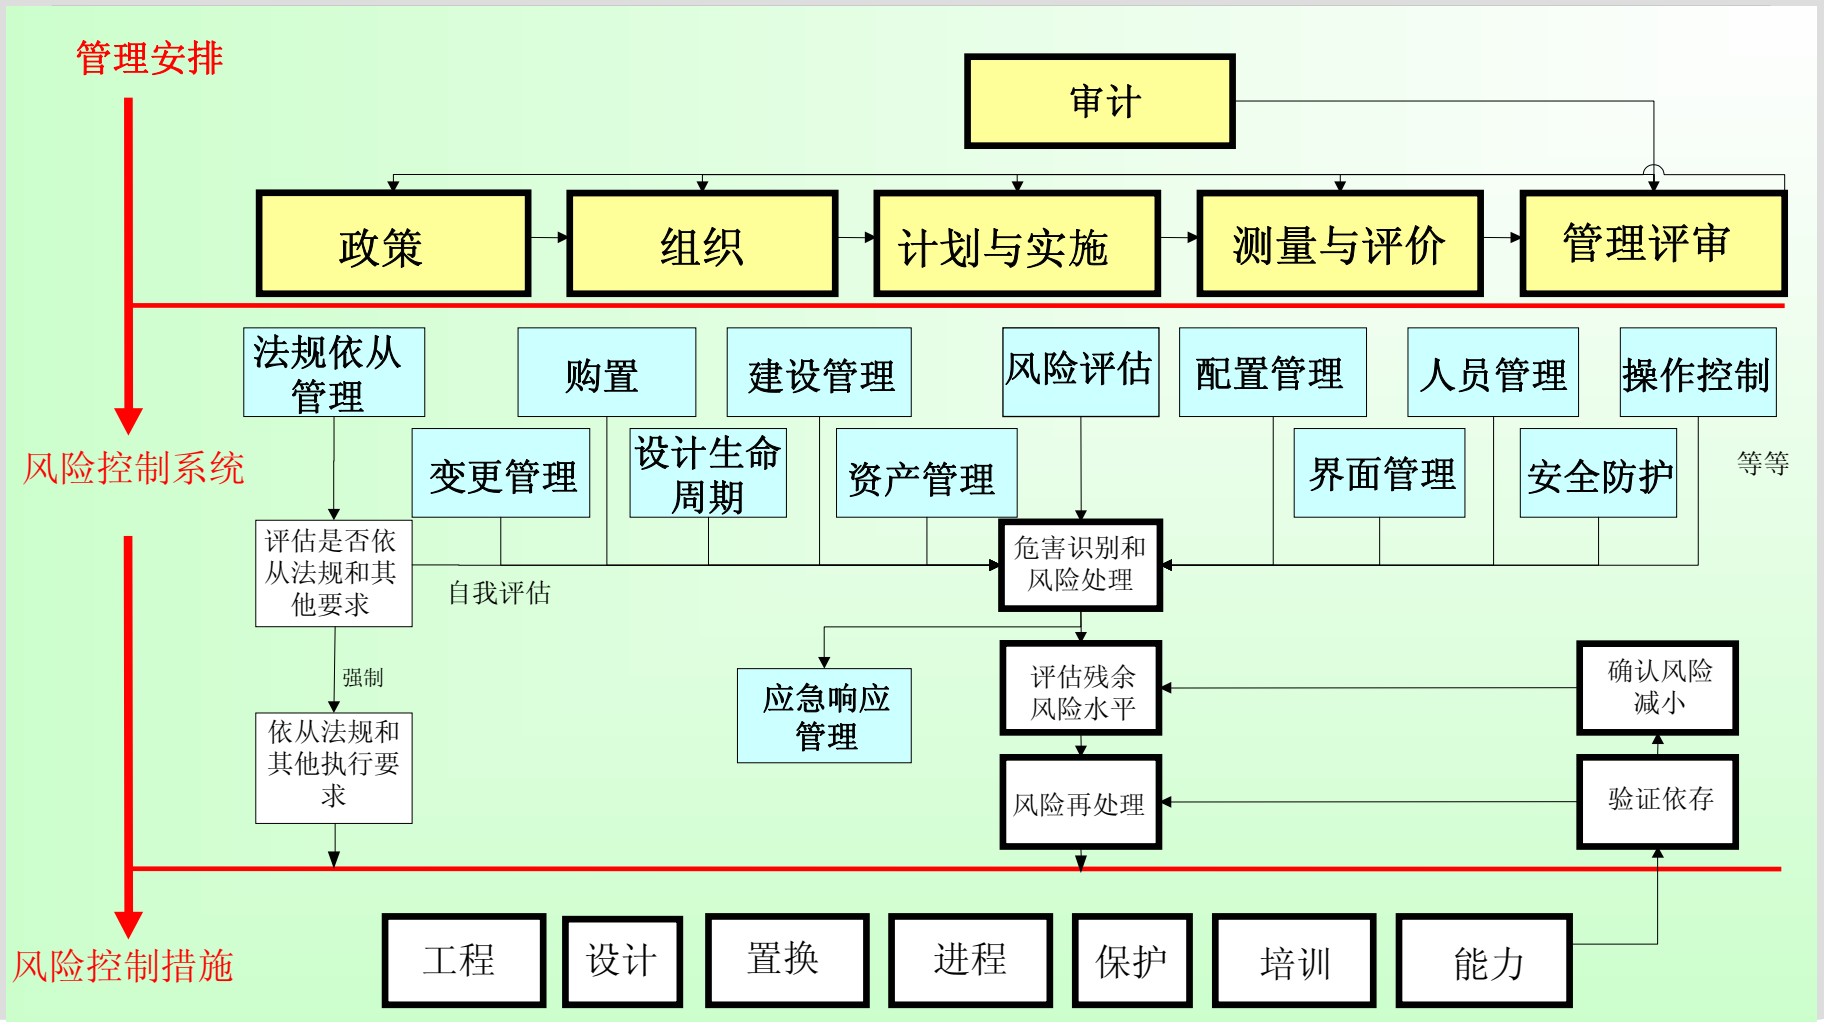 管理安排
审计
政策
组织
计划与实施
测量与评价
管理评审
法规依从
管理
购置
建设管理
风险评估
配置管理
人员管理
操作控制
风险控制系统
变更管理
设计生命
周期
资产管理
界面管理
安全防护
等等
评估是否依
从法规和其
他要求
自我评估
危害识别和
风险处理
强制
应急响应
管理
评估残余
风险水平
确认风险
减小
依从法规和
其他执行要
求
风险再处理
验证依存
风险控制措施
工程
设计
置换
进程
保护
培训
能力